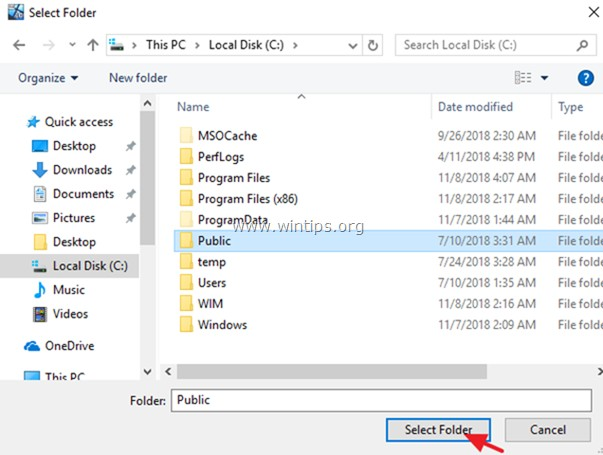 Select Folder
This PC > Local Disk (C:) >
Search Local Disk (C:)
Organize
New folder
?
Name
Date modified
Type
Quick access
Desktop
Downloads
Documents
Pictures
Desktop
Local Disk (C:)
Music
Videos
OneDrive
This PC
MSOCache 9/26/2018 2:30 AM File folde
PerfLogs 4/11/2018 4:38 PM File folde
Program Files 11/8/2018 4:07 AM File folde
Program Files (x86) 11/8/2018 2:17 AM File folde
ProgramData 11/7/2018 1:44 AM File folde
www.wintips.org
Public 7/10/2018 3:31 AM File folde
temp 7/24/2018 3:28 AM File folde
Users 7/10/2018 1:35 AM File folde
WIM 11/8/2018 2:16 AM File folde
Windows 11/7/2018 2:09 AM File folde
Folder: Public
Select Folder
Cancel